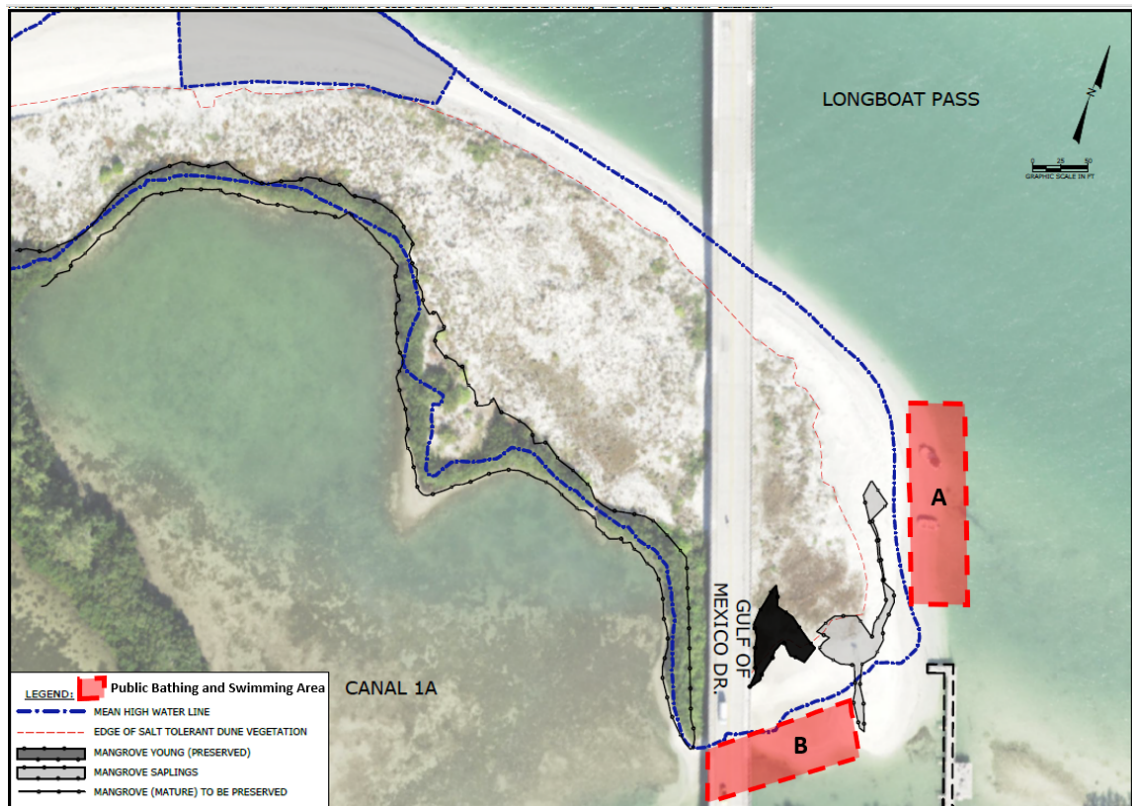 LONGBOAT PASS
N
0 25 50
GRAPHIC SCALE IN FT
A
GULF OF
MEXICO DR.
B
CANAL 1A
LEGEND:
Public Bathing and Swimming Area
MEAN HIGH WATER LINE
EDGE OF SALT TOLERANT DUNE VEGETATION
MANGROVE YOUNG (PRESERVED)
MANGROVE SAPLINGS
MANGROVE (MATURE) TO BE PRESERVED